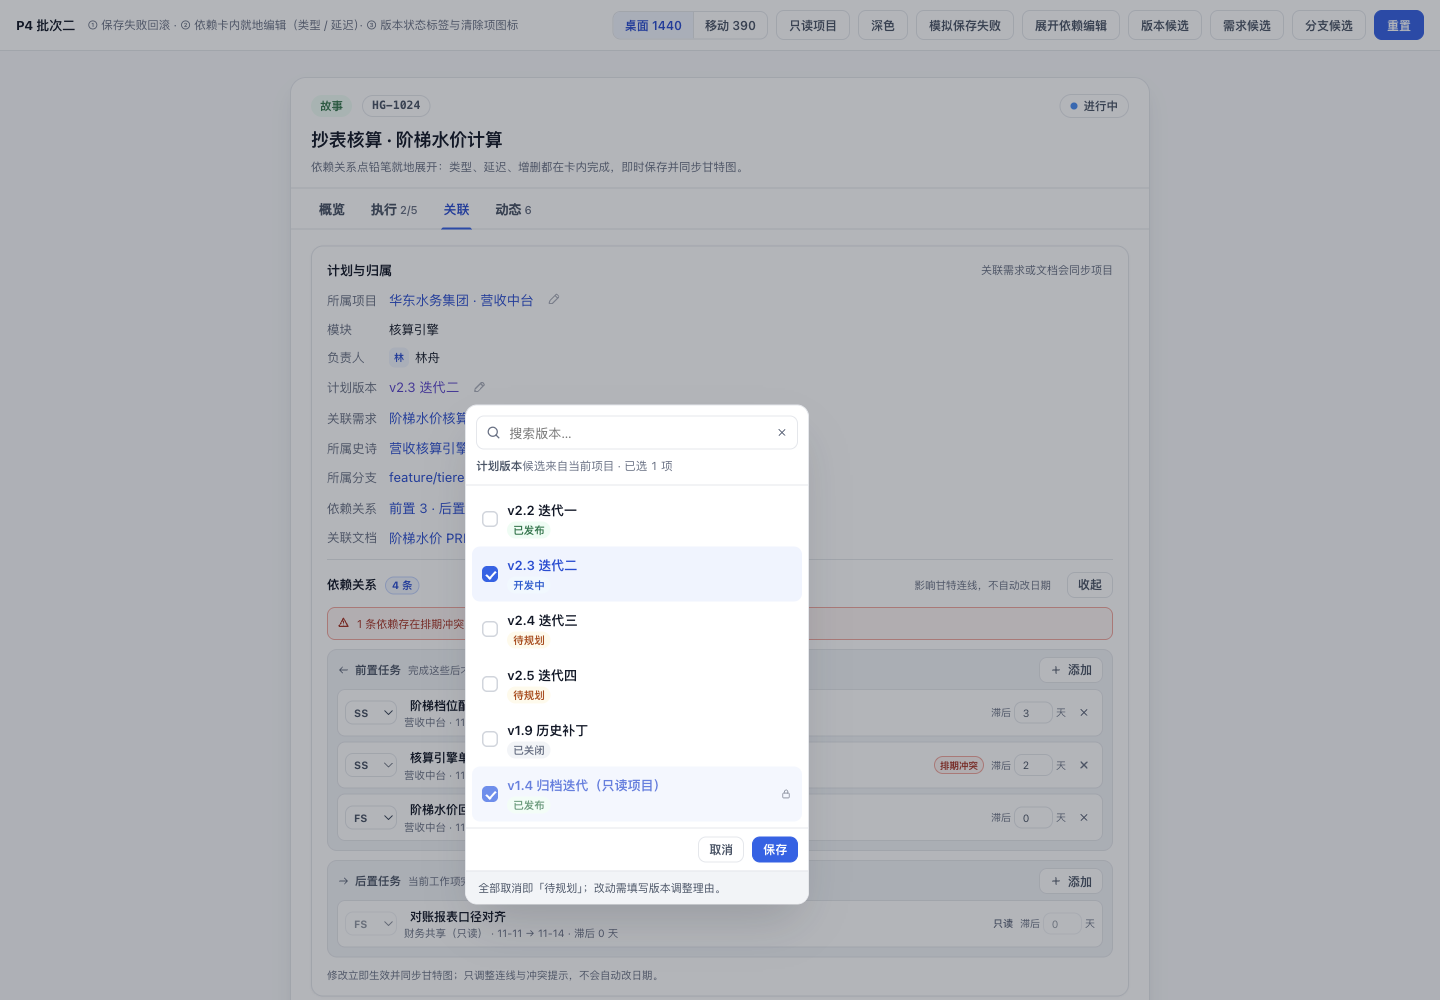 P4 批次二 ① 保存失败回滚 · ② 依赖卡内就地编辑（类型 / 延迟）· ③ 版本状态标签与清除项图标 桌面 1440 移动 390 只读项目 深色 模拟保存失败 展开依赖编辑 版本候选 需求候选 分支候选 重置
故事 HG-1024 进行中
抄表核算 · 阶梯水价计算
依赖关系点铅笔就地展开：类型、延迟、增删都在卡内完成，即时保存并同步甘特图。
概览 执行 2/5 关联 动态 6
计划与归属 关联需求或文档会同步项目
所属项目 华东水务集团 · 营收中台
模块 核算引擎
负责人 林 林舟
计划版本 v2.3 迭代二
关联需求 阶梯水价核算
所属史诗 营收核算引擎
所属分支 feature/tiere
依赖关系 前置 3 · 后置
关联文档 阶梯水价 PR
搜索版本...
计划版本候选来自当前项目 · 已选 1 项
v2.2 迭代一
已发布
v2.3 迭代二
开发中
v2.4 迭代三
待规划
v2.5 迭代四
待规划
v1.9 历史补丁
已关闭
v1.4 归档迭代（只读项目）
已发布
取消 保存
全部取消即「待规划」；改动需填写版本调整理由。
依赖关系 4 条 影响甘特连线，不自动改日期 收起
1 条依赖存在排期冲突
← 前置任务 完成这些后 + 添加
SS 阶梯档位配 滞后 3 天 ×
营收中台 · 11
SS 核算引擎单 排期冲突 滞后 2 天 ×
营收中台 · 11
FS 阶梯水价回 滞后 0 天 ×
营收中台 · 11
→ 后置任务 当前工作项 + 添加
FS 对账报表口径对齐 只读 滞后 0 天
财务共享（只读） · 11-11 → 11-14 · 滞后 0 天
修改立即生效并同步甘特图；只调整连线与冲突提示，不会自动改日期。